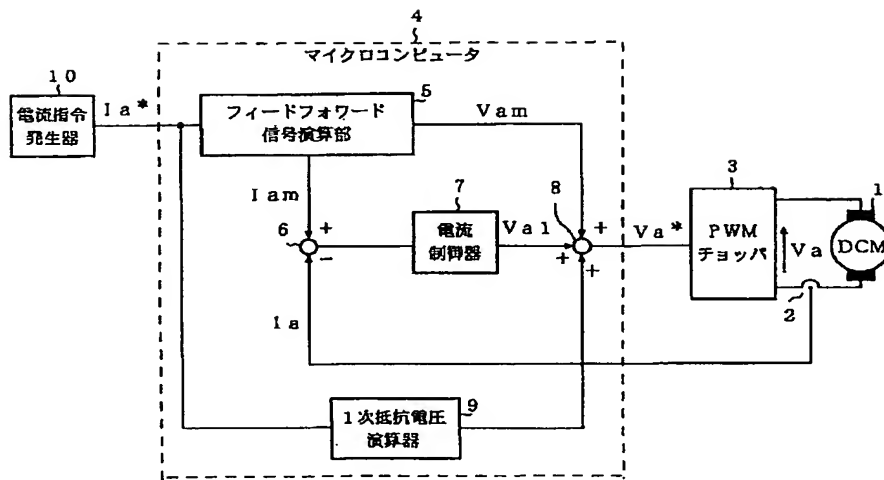 4
マイクロコンピュータ
10
電流指令
発生器
Ia*
5
フィードフォワード
信号演算部
Vam
Iam
7
電流
制御器
Va1
8
6
+
−
+
+
+
Va*
3
PWM
チョッパ
Va
1
DCM
2
Ia
9
1次抵抗電圧
演算器